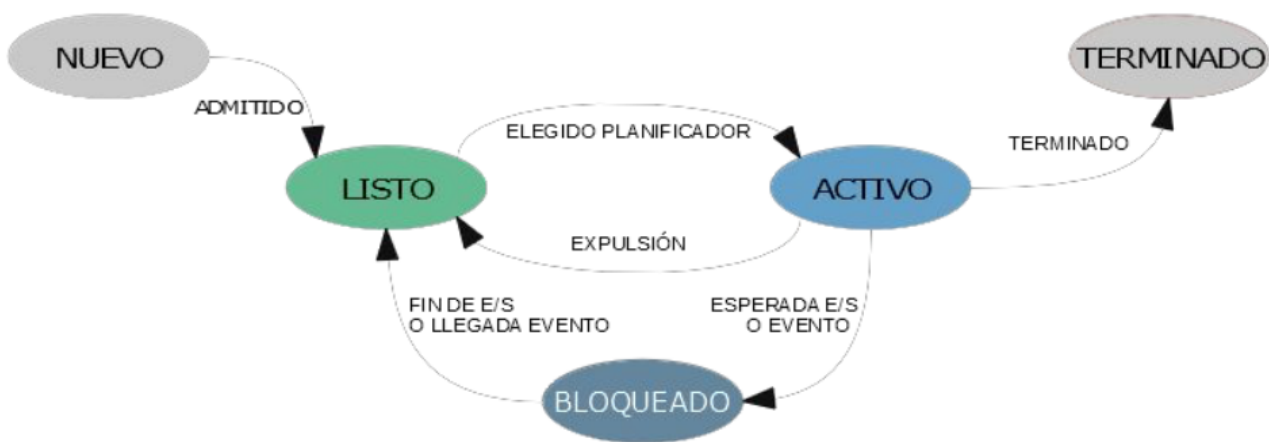 NUEVO
TERMINADO
ADMITIDO
ELEGIDO PLANIFICADOR
TERMINADO
LISTO
ACTIVO
EXPULSIÓN
FIN DE E/S
O LLEGADA EVENTO
ESPERADA E/S
O EVENTO
BLOQUEADO